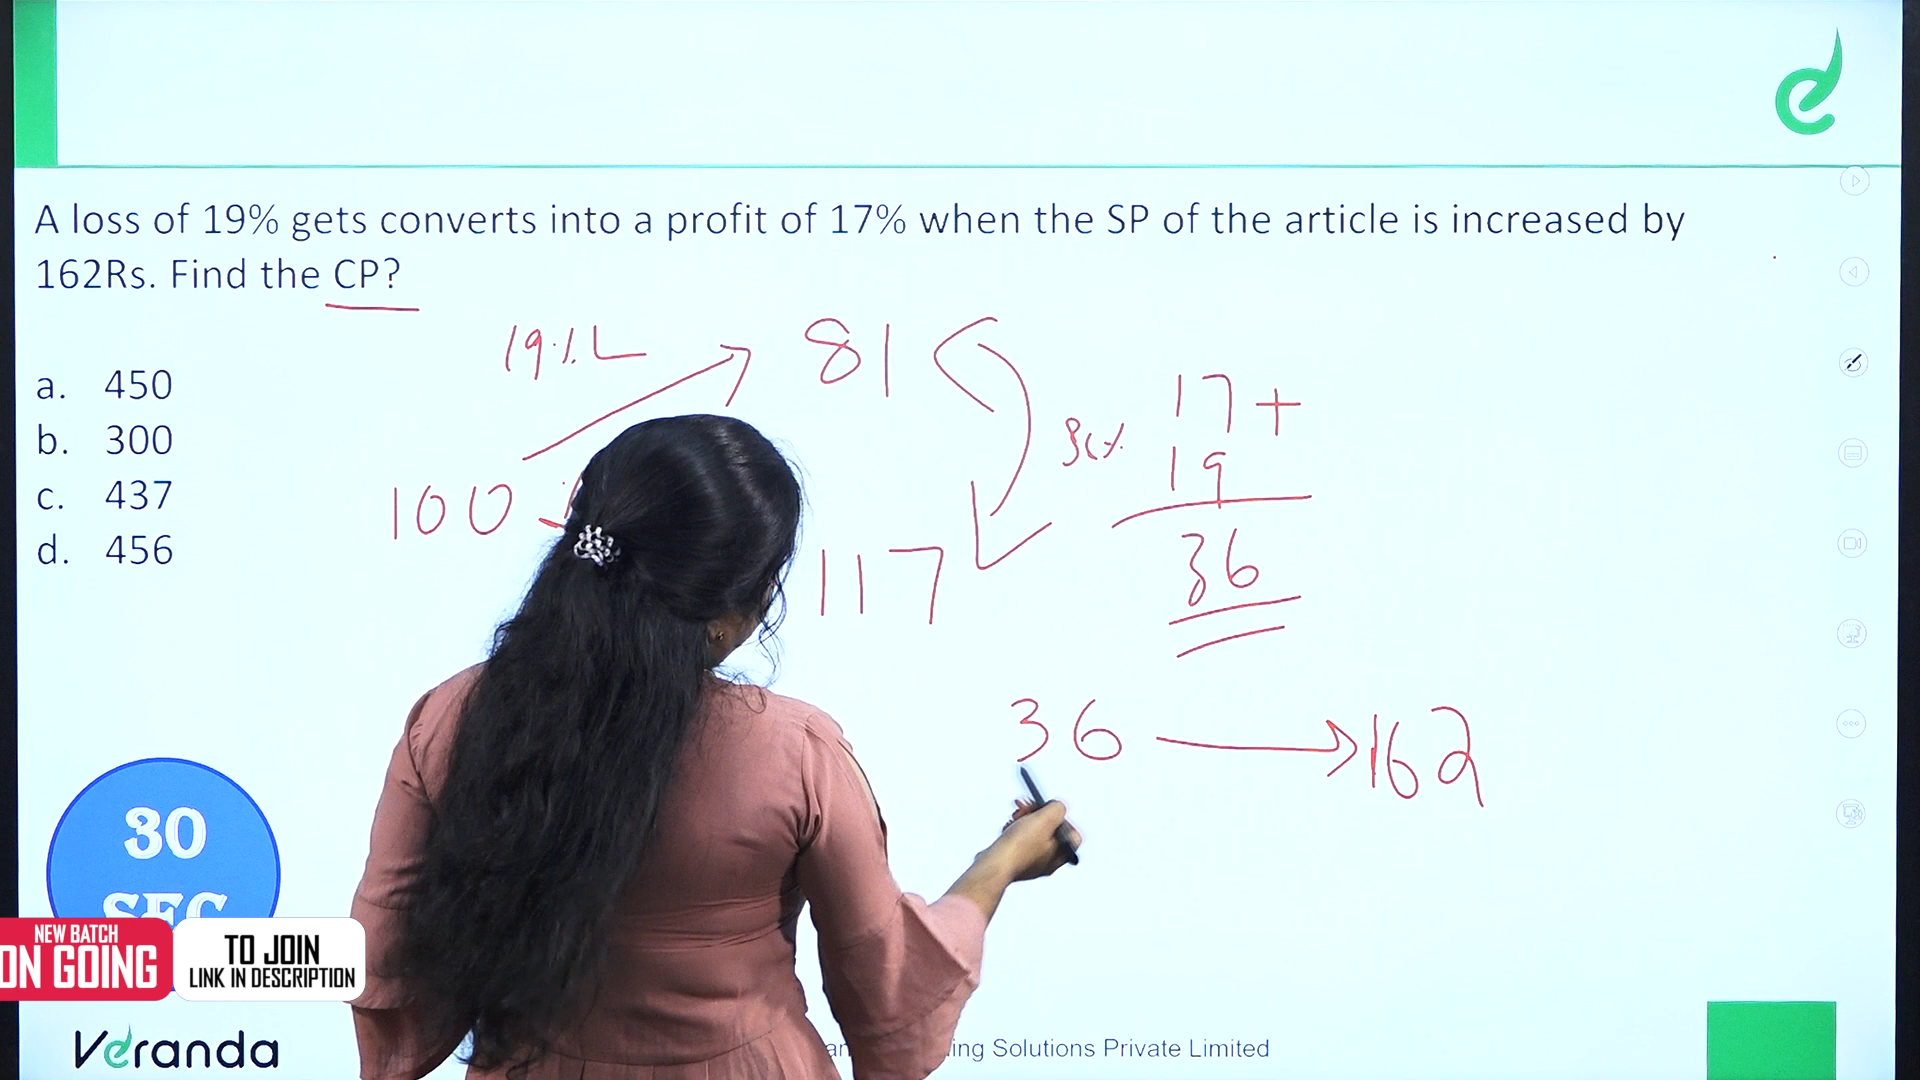 A loss of 19% gets converts into a profit of 17% when the SP of the article is increased by
162Rs. Find the CP?
a. 450
b. 300
c. 437
d. 456
19% L
81
100
117
17 +
19
36
36 → 162
30
SEC
NEW BATCH
ON GOING
TO JOIN
LINK IN DESCRIPTION
Veranda
Solutions Private Limited